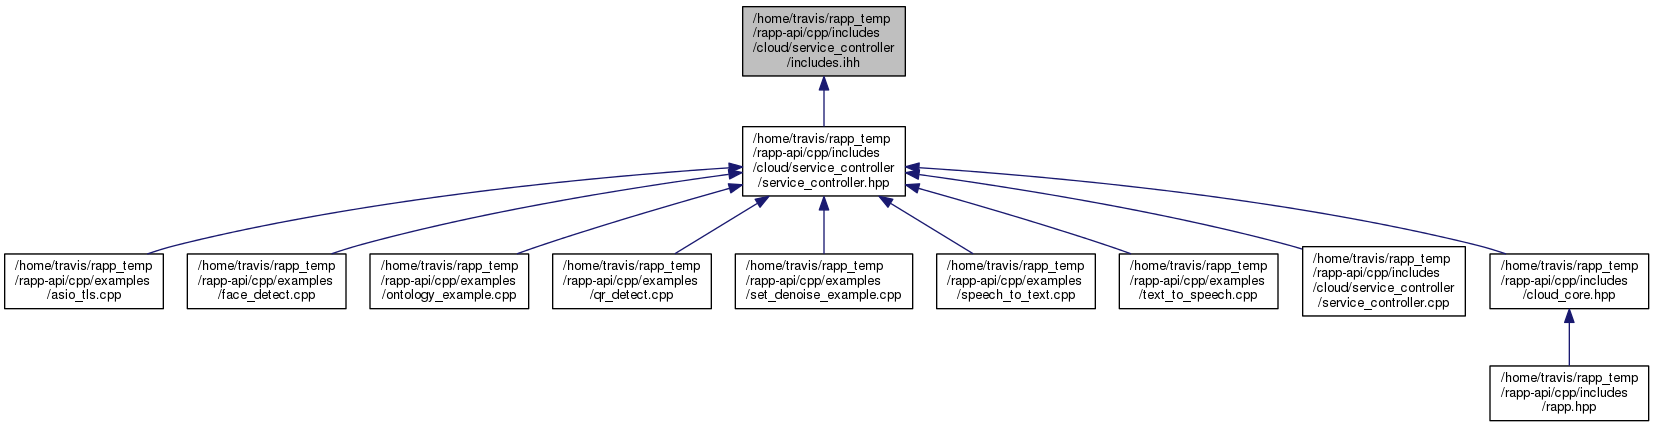 /home/travis/rapp_temp
/rapp-api/cpp/includes
/cloud/service_controller
/includes.ihh
/home/travis/rapp_temp
/rapp-api/cpp/includes
/cloud/service_controller
/service_controller.hpp
/home/travis/rapp_temp
/rapp-api/cpp/examples
/asio_tls.cpp
/home/travis/rapp_temp
/rapp-api/cpp/examples
/face_detect.cpp
/home/travis/rapp_temp
/rapp-api/cpp/examples
/ontology_example.cpp
/home/travis/rapp_temp
/rapp-api/cpp/examples
/qr_detect.cpp
/home/travis/rapp_temp
/rapp-api/cpp/examples
/set_denoise_example.cpp
/home/travis/rapp_temp
/rapp-api/cpp/examples
/speech_to_text.cpp
/home/travis/rapp_temp
/rapp-api/cpp/examples
/text_to_speech.cpp
/home/travis/rapp_temp
/rapp-api/cpp/includes
/cloud/service_controller
/service_controller.cpp
/home/travis/rapp_temp
/rapp-api/cpp/includes
/cloud_core.hpp
/home/travis/rapp_temp
/rapp-api/cpp/includes
/rapp.hpp